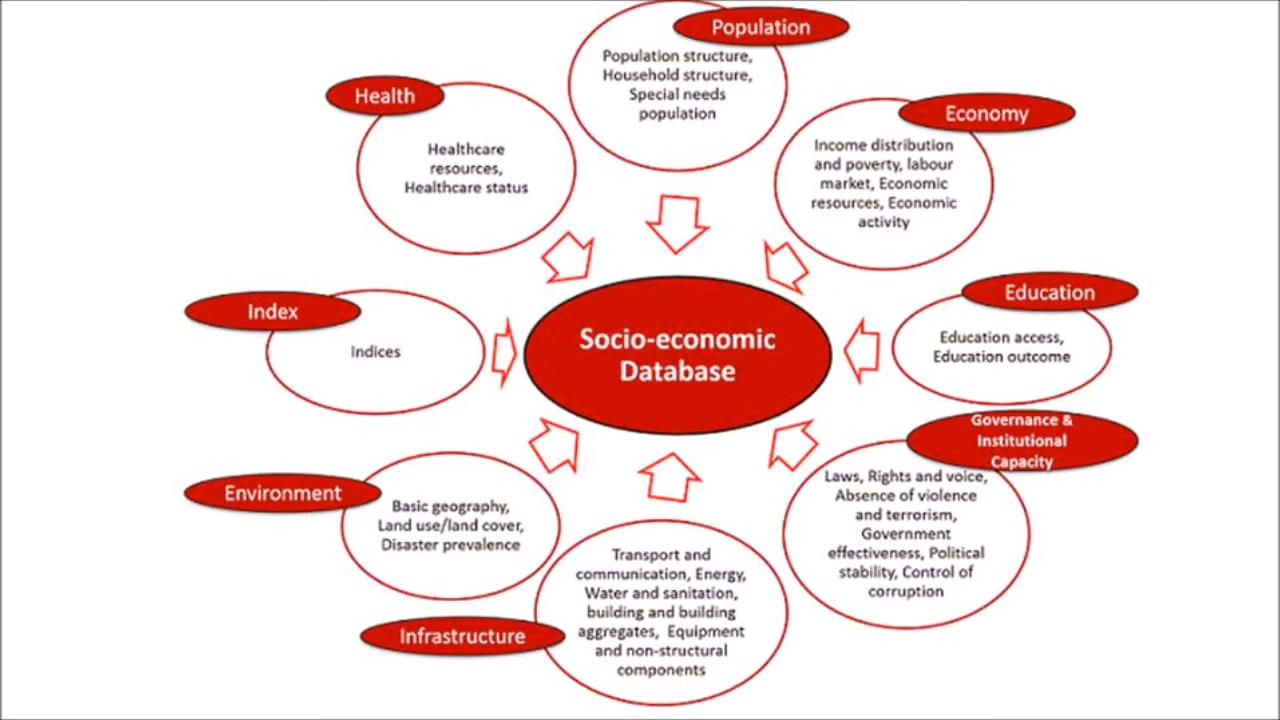 Population
Population structure,
Household structure,
Special needs
population
Health
Healthcare
resources,
Healthcare status
Economy
Income distribution
and poverty, labour
market, Economic
resources, Economic
activity
Index
Indices
Socio-economic
Database
Education
Education access,
Education outcome
Governance &
Institutional
Capacity
Laws, Rights and voice,
Absence of violence
and terrorism,
Government
effectiveness, Political
stability, Control of
corruption
Environment
Basic geography,
Land use/land cover,
Disaster prevalence
Infrastructure
Transport and
communication, Energy,
Water and sanitation,
building and building
aggregates, Equipment
and non-structural
components